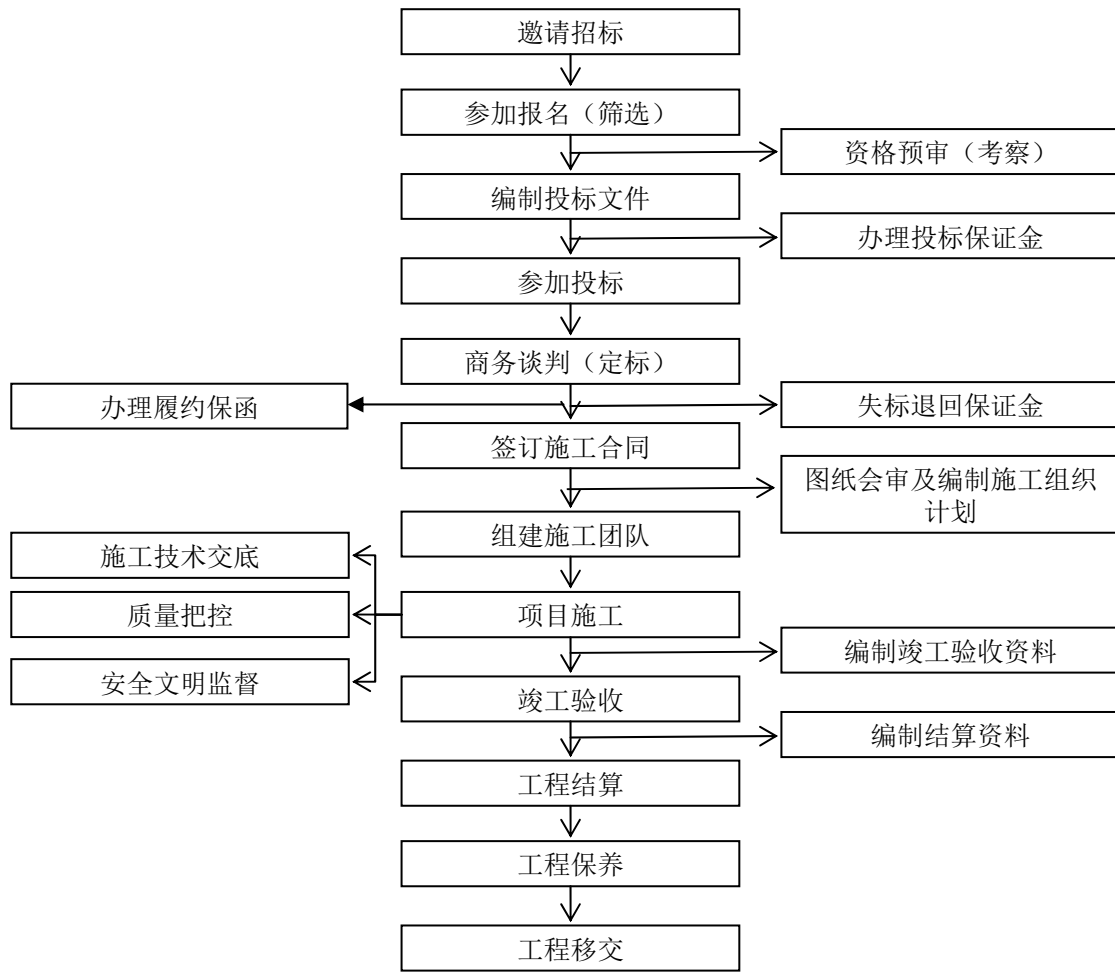 邀请招标
参加报名（筛选）
资格预审（考察）
编制投标文件
办理投标保证金
参加投标
商务谈判（定标）
办理履约保函
失标退回保证金
签订施工合同
图纸会审及编制施工组织
计划
组建施工团队
施工技术交底
质量把控
项目施工
编制竣工验收资料
安全文明监督
竣工验收
编制结算资料
工程结算
工程保养
工程移交